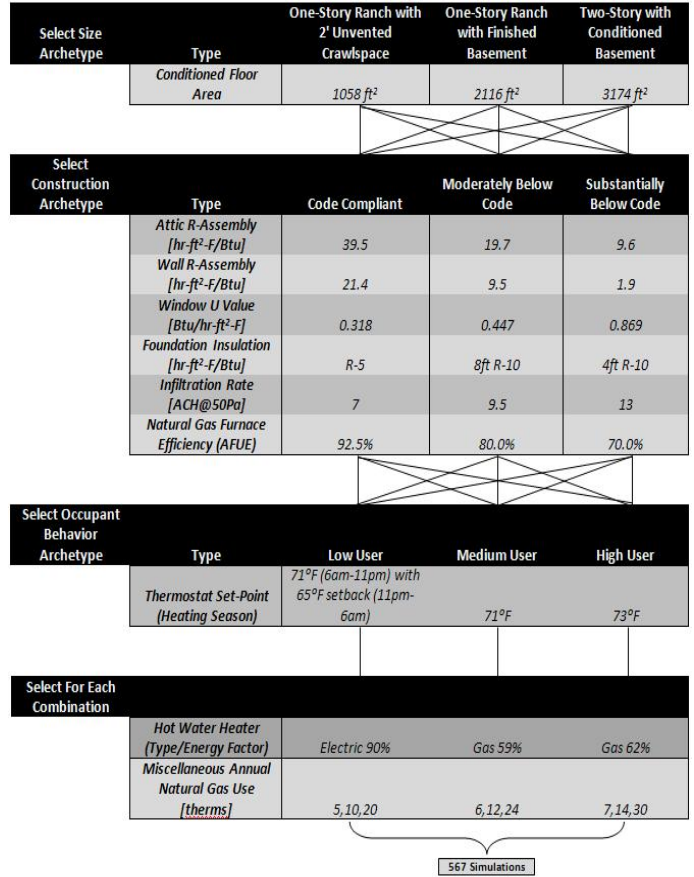 Select Size Archetype Type One-Story Ranch with 2' Unvented Crawlspace One-Story Ranch with Finished Basement Two-Story with Conditioned Basement
Conditioned Floor Area 1058 ft² 2116 ft² 3174 ft²
Select Construction Archetype Type Code Compliant Moderately Below Code Substantially Below Code
Attic R-Assembly [hr-ft²-F/Btu] 39.5 19.7 9.6
Wall R-Assembly [hr-ft²-F/Btu] 21.4 9.5 1.9
Window U Value [Btu/hr-ft²-F] 0.318 0.447 0.869
Foundation Insulation [hr-ft²-F/Btu] R-5 8ft R-10 4ft R-10
Infiltration Rate [ACH@50Pa] 7 9.5 13
Natural Gas Furnace Efficiency (AFUE) 92.5% 80.0% 70.0%
Select Occupant Behavior Archetype Type Low User Medium User High User
Thermostat Set-Point (Heating Season) 71⁰F (6am-11pm) with 65⁰F setback (11pm-6am) 71⁰F 73⁰F
Select For Each Combination
Hot Water Heater (Type/Energy Factor) Electric 90% Gas 59% Gas 62%
Miscellaneous Annual Natural Gas Use [therms] 5,10,20 6,12,24 7,14,30
567 Simulations